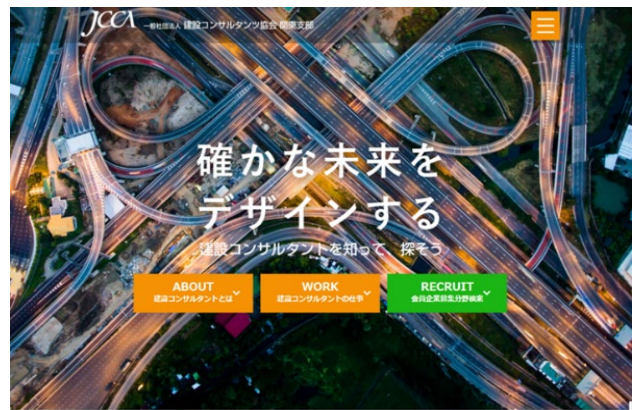 JCCA 一般社団法人 建設コンサルタンツ協会 関東支部
確かな未来を
デザインする
建設コンサルタントを知って、探そう
ABOUT
建設コンサルタントとは
WORK
建設コンサルタントの仕事
RECRUIT
会員企業募集分野検索